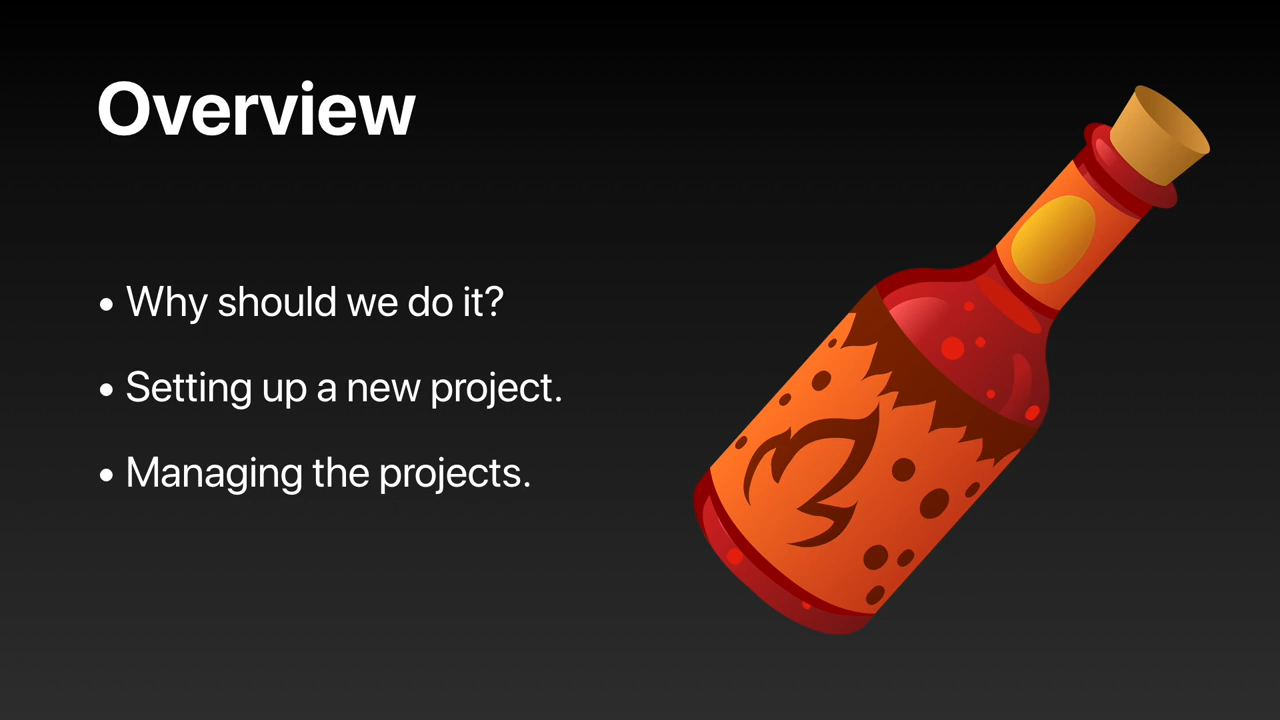 Overview
• Why should we do it?
• Setting up a new project.
• Managing the projects.